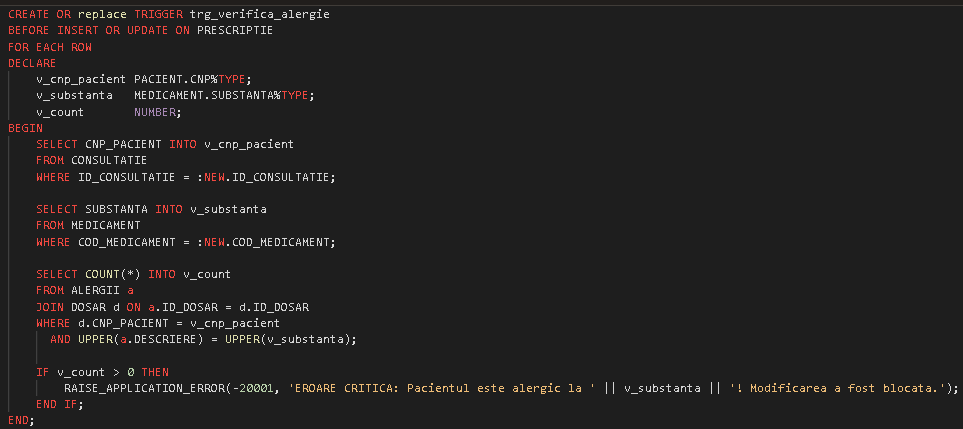 CREATE OR replace TRIGGER trg_verifica_alergie
BEFORE INSERT OR UPDATE ON PRESCRIPTIE
FOR EACH ROW
DECLARE
    v_cnp_pacient PACIENT.CNP%TYPE;
    v_substanta   MEDICAMENT.SUBSTANTA%TYPE;
    v_count       NUMBER;
BEGIN
    SELECT CNP_PACIENT INTO v_cnp_pacient
    FROM CONSULTATIE
    WHERE ID_CONSULTATIE = :NEW.ID_CONSULTATIE;

    SELECT SUBSTANTA INTO v_substanta
    FROM MEDICAMENT
    WHERE COD_MEDICAMENT = :NEW.COD_MEDICAMENT;

    SELECT COUNT(*) INTO v_count
    FROM ALERGII a
    JOIN DOSAR d ON a.ID_DOSAR = d.ID_DOSAR
    WHERE d.CNP_PACIENT = v_cnp_pacient
      AND UPPER(a.DESCRIERE) = UPPER(v_substanta);

    IF v_count > 0 THEN
        RAISE_APPLICATION_ERROR(-20001, 'EROARE CRITICA: Pacientul este alergic la ' || v_substanta || '! Modificarea a fost blocata.');
    END IF;
END;